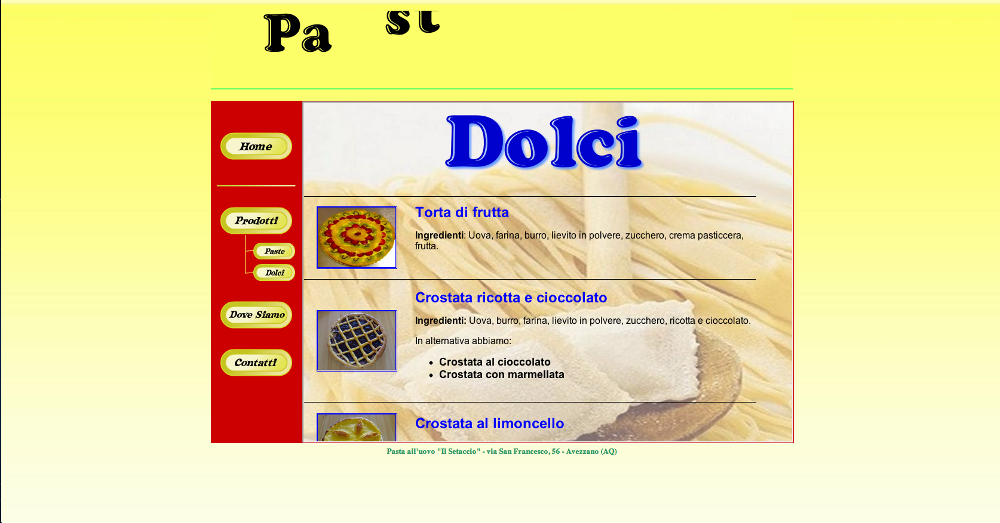 Pa st
Dolci
Home
Prodotti
Paste
Dolci
Dove Siamo
Contatti
Torta di frutta
Ingredienti: Uova, farina, burro, lievito in polvere, zucchero, crema pasticcera,
frutta.
Crostata ricotta e cioccolato
Ingredienti: Uova, burro, farina, lievito in polvere, zucchero, ricotta e cioccolato.
In alternativa abbiamo:
Crostata al cioccolato
Crostata con marmellata
Crostata al limoncello
Pasta all'uovo "Il Setaccio" - via San Francesco, 56 - Avezzano (AQ)